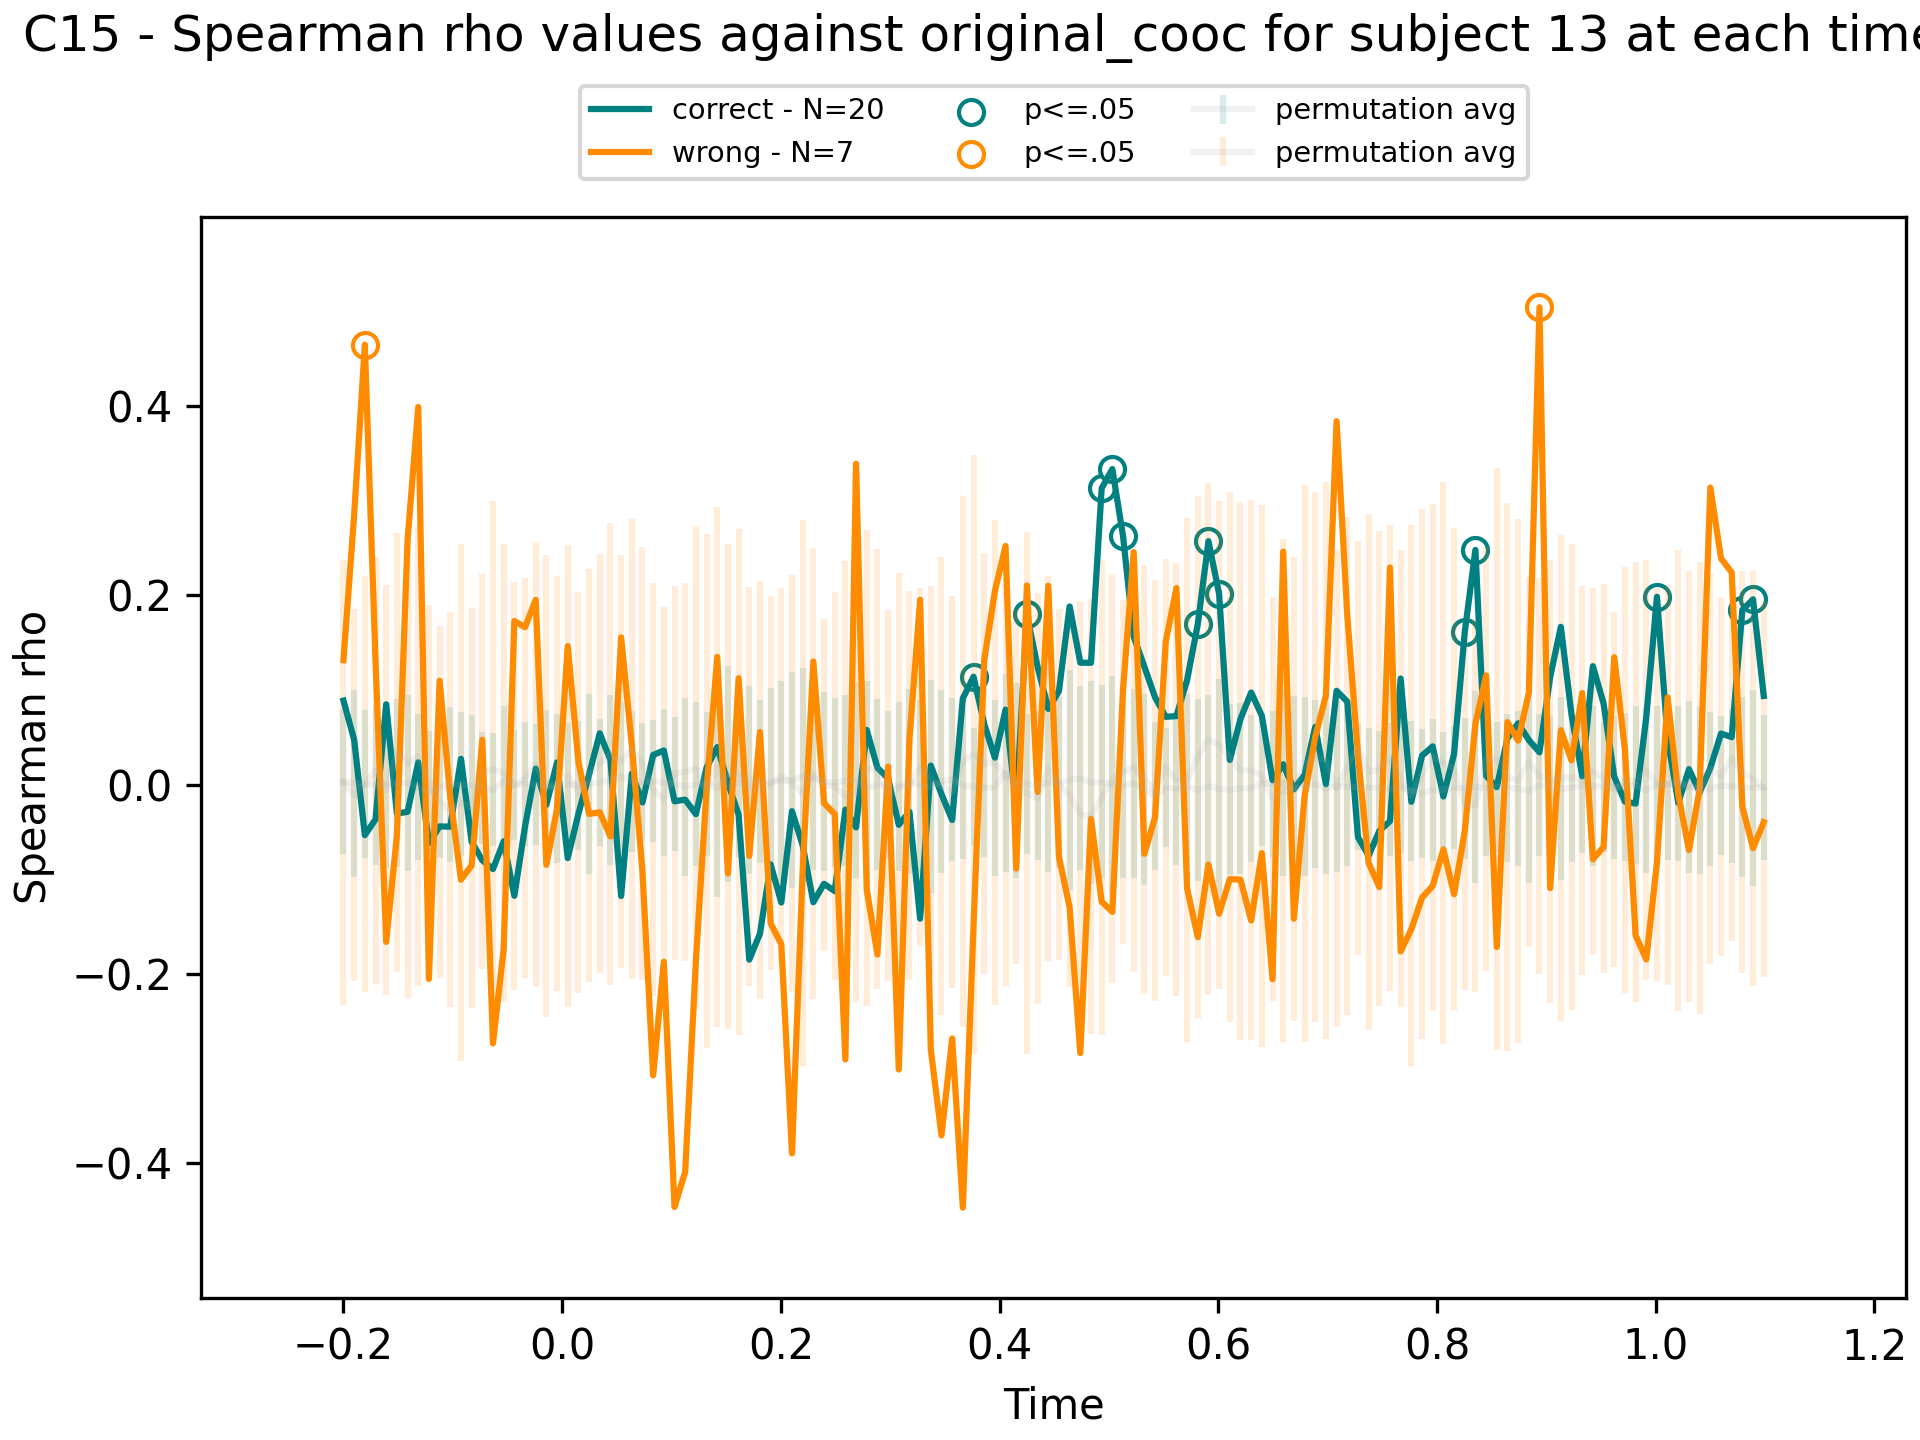 C15 - Spearman rho values against original_cooc for subject 13 at each time
correct - N=20
wrong - N=7
p<=.05
p<=.05
permutation avg
permutation avg
Spearman rho
0.4
0.2
0.0
−0.2
−0.4
−0.2 0.0 0.2 0.4 0.6 0.8 1.0 1.2
Time